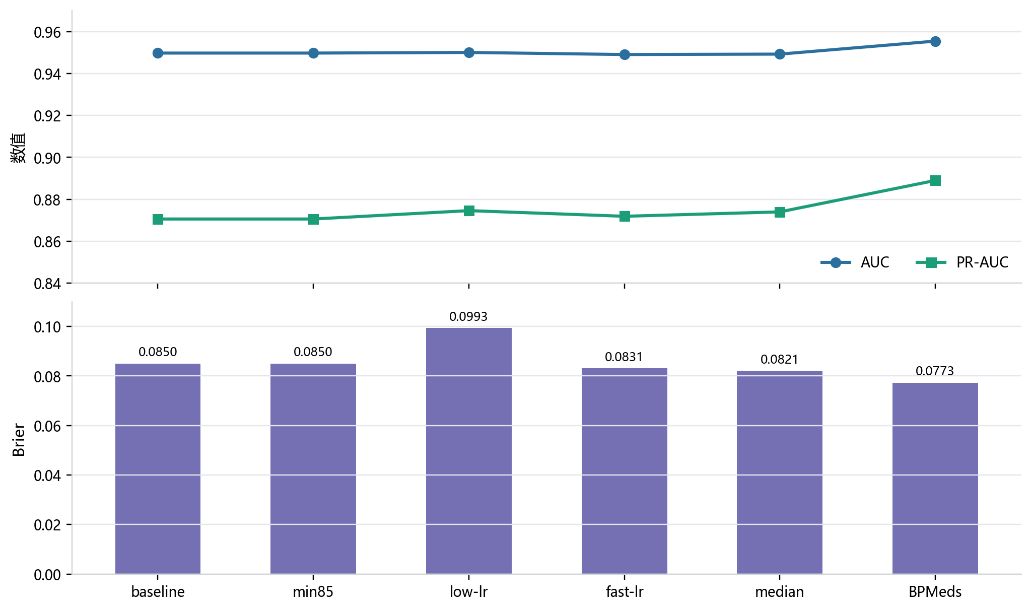 0.96
0.94
0.92
0.90
0.88
0.86
0.84
数值
AUC
PR-AUC
0.10
0.08
0.06
0.04
0.02
0.00
Brier
0.0850
0.0850
0.0993
0.0831
0.0821
0.0773
baseline
min85
low-lr
fast-lr
median
BPMeds